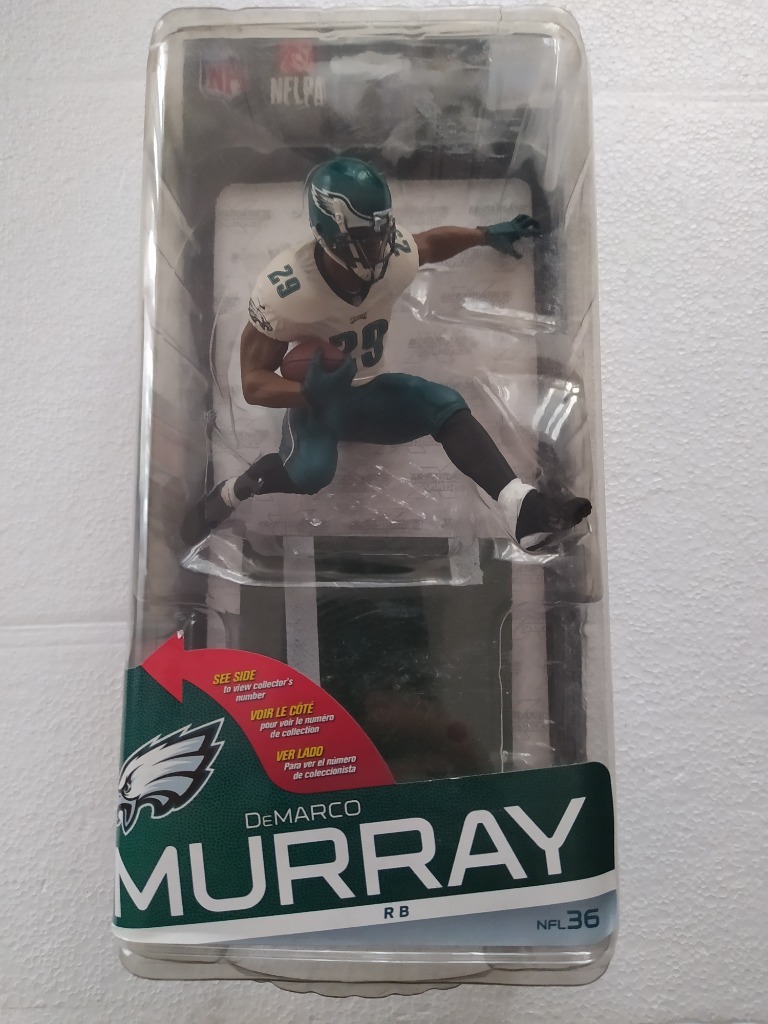 NFL
NFLPA
29
29
29
SEE SIDE
to view collector's
number
VOIR LE CÔTÉ
pour voir le numéro
de collection
VER LADO
Para ver el número
de coleccionista
DeMARCO
MURRAY
RB
NFL36